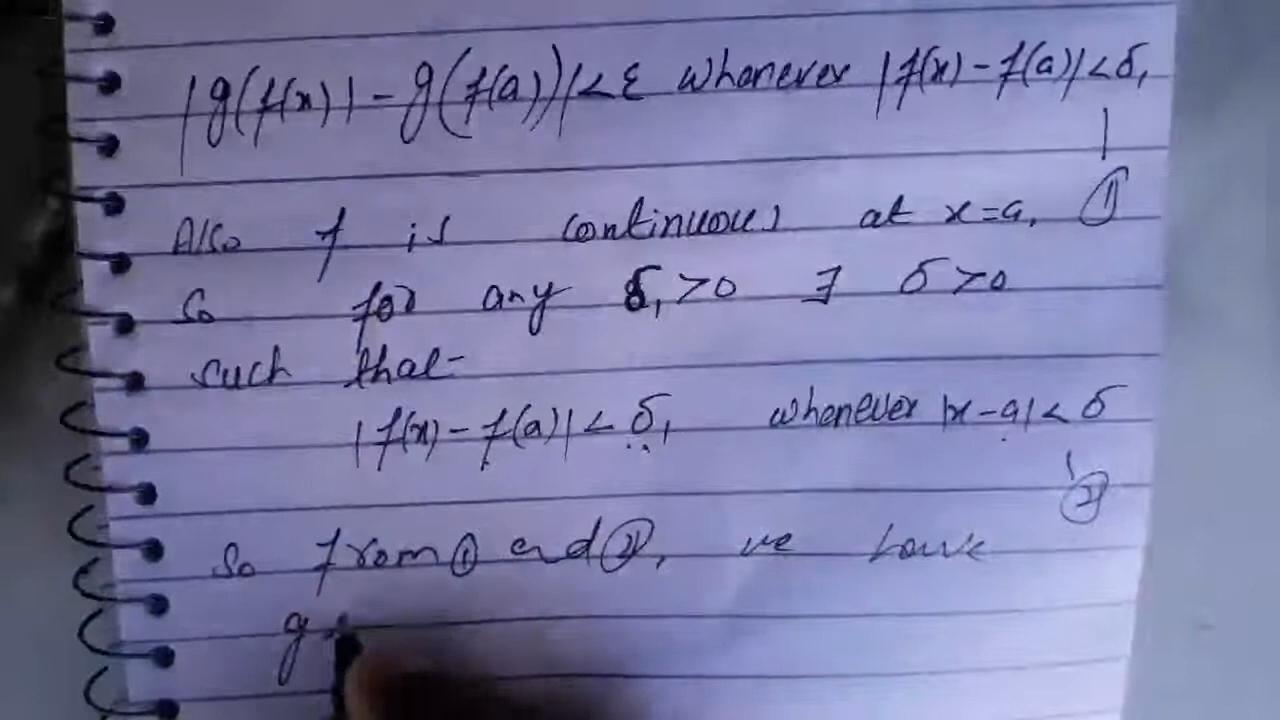 |g(f(x)) - g(f(a))| < ε whenever |f(x) - f(a)| < δ₁
①
Also f is continuous at x = a,
So for any δ₁ > 0 ∃ δ > 0
such that
|f(x) - f(a)| < δ₁ whenever |x - a| < δ
②
So from ① and ②, we have
g